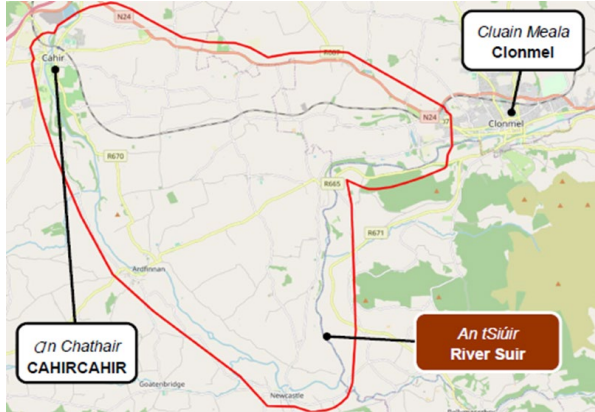 N24
Cluain Meala
Clonmel
Cahir
N24
Clonmel
R670
R665
R671
Ardfinnan
Ɑn Chathair
CAHIRCAHIR
An tSiúir
River Suir
Goatenbridge
Newcastle